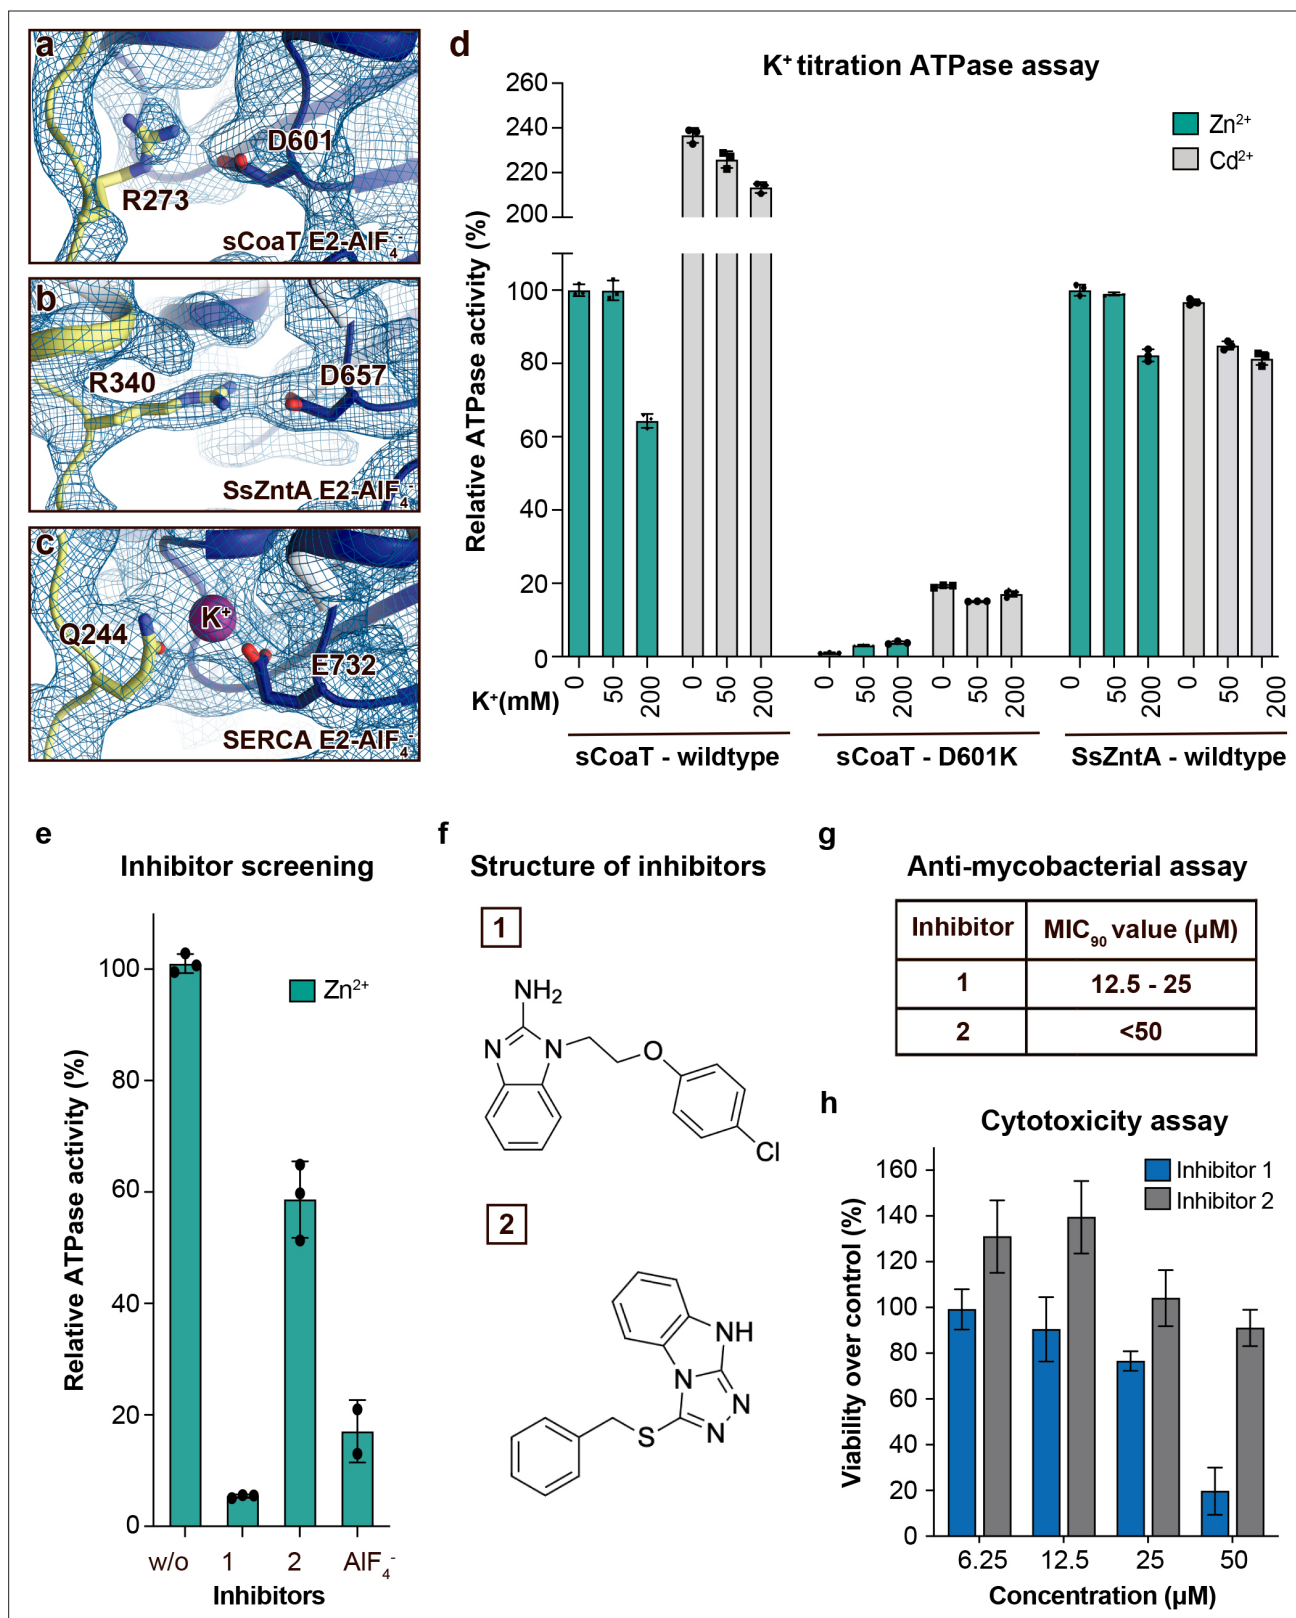 a
D601
R273
sCoaT E2-AlF4-
b
R340
D657
SsZntA E2-AlF4-
c
K+
Q244
E732
SERCA E2-AlF4-
d
K+ titration ATPase assay
Zn2+
Cd2+
Relative ATPase activity (%)
260
240
220
200
100
80
60
40
20
0
K+(mM)
0 50 200 0 50 200 0 50 200 0 50 200 0 50 200 0 50 200
sCoaT - wildtype
sCoaT - D601K
SsZntA - wildtype
e
Inhibitor screening
Zn2+
Relative ATPase activity (%)
100
80
60
40
20
0
w/o 1 2 AlF4-
Inhibitors
f
Structure of inhibitors
1
NH2
N
N
O
Cl
2
NH
N
N
N
S
g
Anti-mycobacterial assay
Inhibitor MIC90 value (µM)
1 12.5 - 25
2 <50
h
Cytotoxicity assay
Inhibitor 1
Inhibitor 2
Viability over control (%)
160
140
120
100
80
60
40
20
0
6.25 12.5 25 50
Concentration (µM)